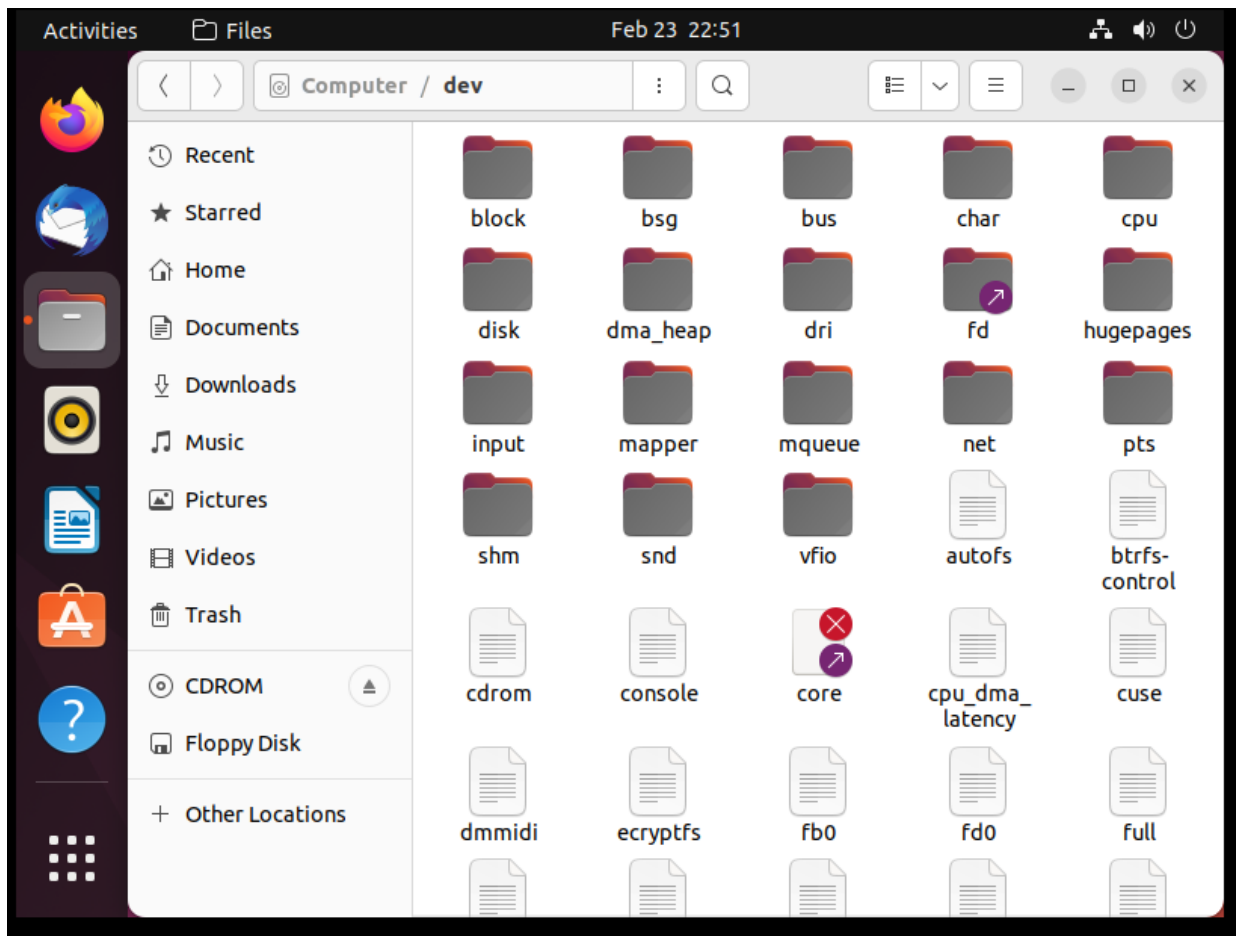 Activities
Files
Feb 23 22:51
Computer / dev
Recent
Starred
Home
Documents
Downloads
Music
Pictures
Videos
Trash
CDROM
Floppy Disk
+ Other Locations
block
bsg
bus
char
cpu
disk
dma_heap
dri
fd
hugepages
input
mapper
mqueue
net
pts
shm
snd
vfio
autofs
btrfs-
control
cdrom
console
core
cpu_dma_
latency
cuse
dmmidi
ecryptfs
fb0
fd0
full